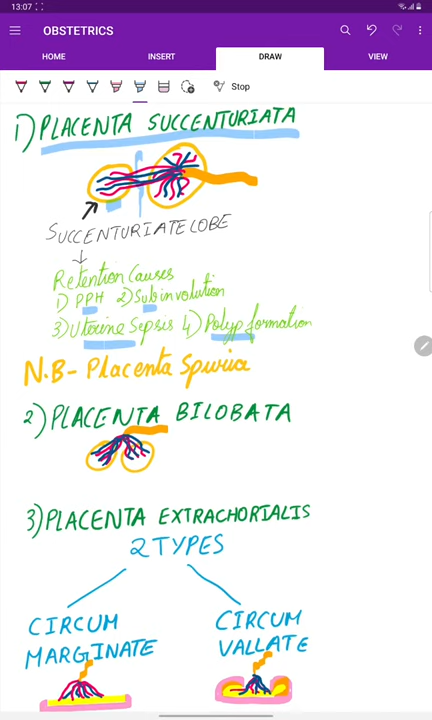 13:07
OBSTETRICS
HOME INSERT DRAW VIEW
Stop
1) PLACENTA SUCCENTURIATA
SUCCENTURIATE LOBE
Retention Causes
1) PPH 2) Subinvolution
3) Uterine Sepsis 4) Polyp formation
N.B- Placenta Spuria
2) PLACENTA BILOBATA
3) PLACENTA EXTRACHORIALIS
2 TYPES
CIRCUM
MARGINATE
CIRCUM
VALLATE